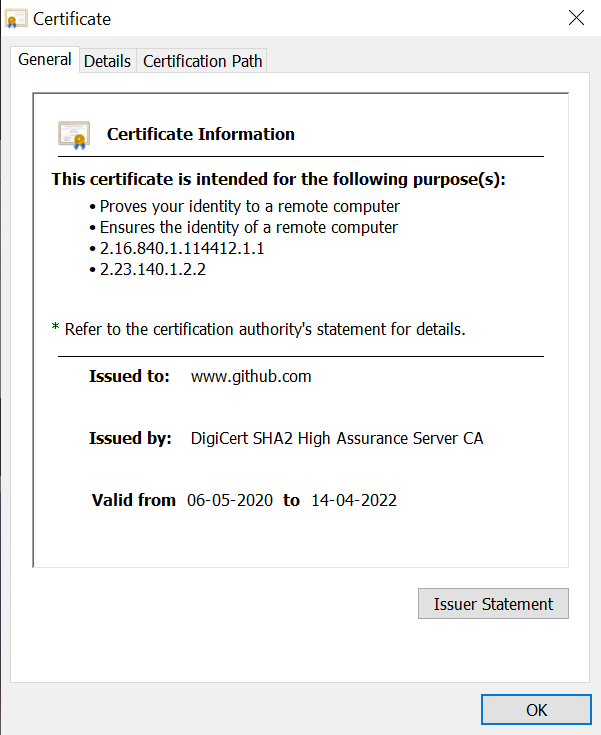 Certificate
General Details Certification Path
Certificate Information
This certificate is intended for the following purpose(s):
• Proves your identity to a remote computer
• Ensures the identity of a remote computer
• 2.16.840.1.114412.1.1
• 2.23.140.1.2.2
* Refer to the certification authority's statement for details.
Issued to: www.github.com
Issued by: DigiCert SHA2 High Assurance Server CA
Valid from 06-05-2020 to 14-04-2022
Issuer Statement
OK